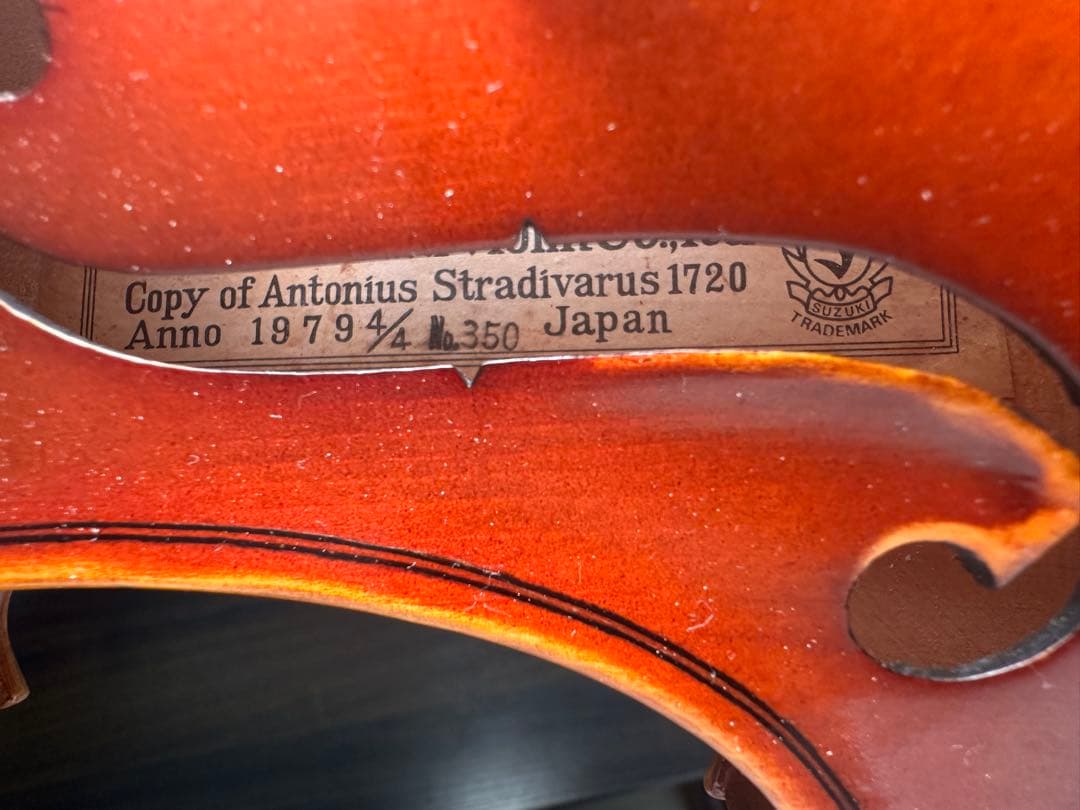 Copy of Antonius Stradivarus 1720
Anno 1979 4/4 No.350 Japan
SUZUKI
TRADEMARK